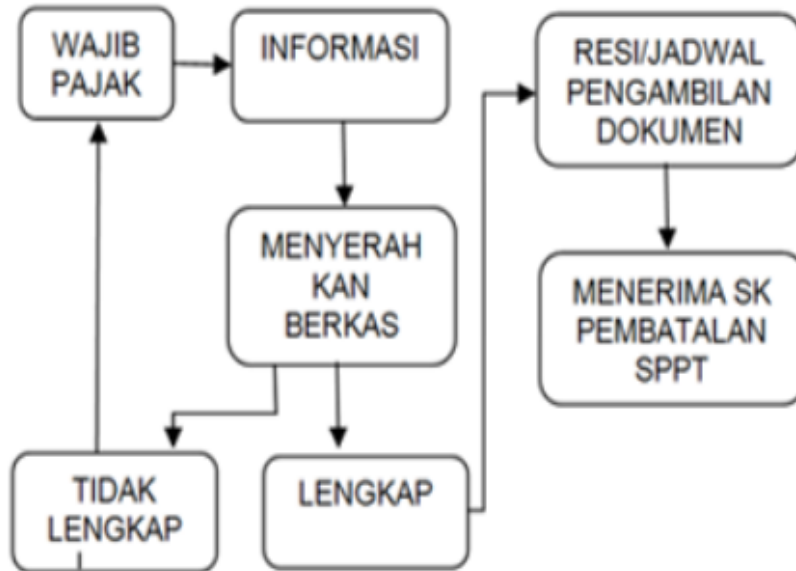 WAJIB
PAJAK
INFORMASI
MENYERAH
KAN
BERKAS
TIDAK
LENGKAP
LENGKAP
RESI/JADWAL
PENGAMBILAN
DOKUMEN
MENERIMA SK
PEMBATALAN
SPPT